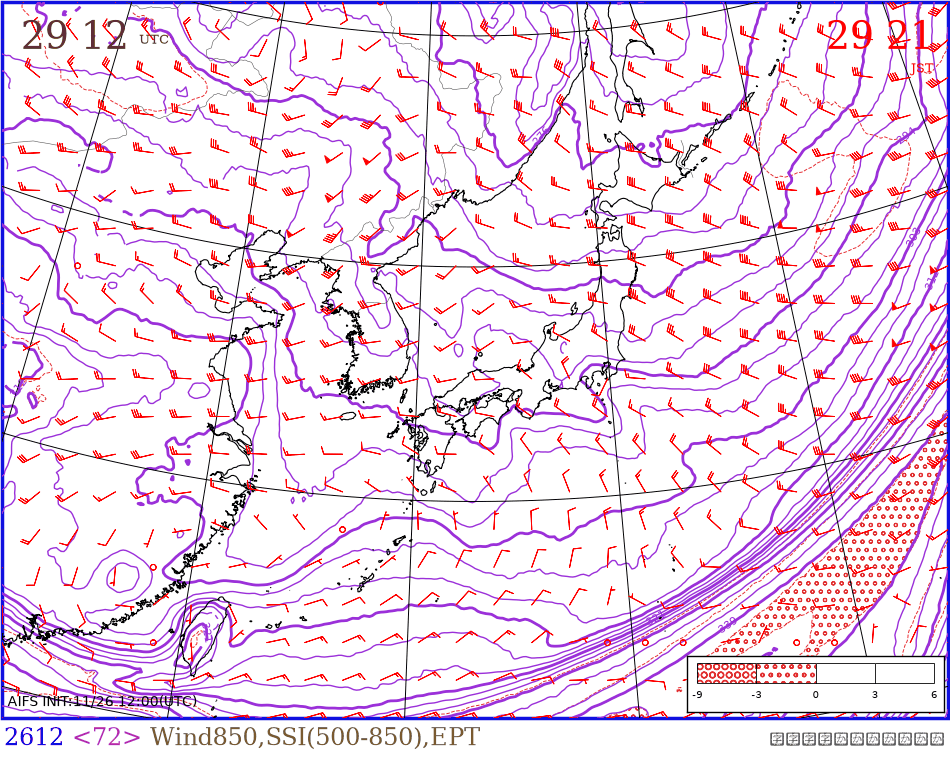 29 12 UTC
29 21
JST
AIFS INIT:11/26 12:00(UTC)
-9 -3 0 3 6
2612 <72> Wind850,SSI(500-850),EPT